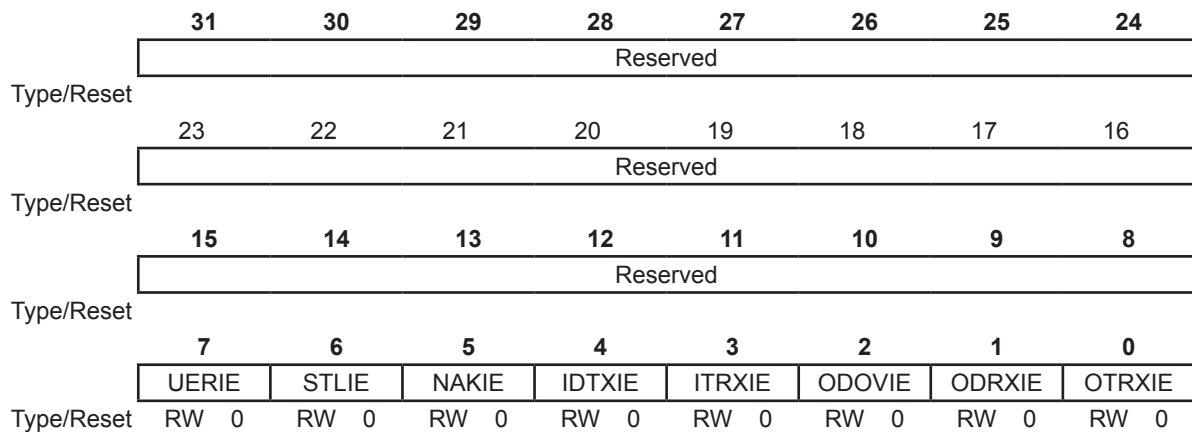 31 30 29 28 27 26 25 24
Reserved
Type/Reset
23 22 21 20 19 18 17 16
Reserved
Type/Reset
15 14 13 12 11 10 9 8
Reserved
Type/Reset
7 6 5 4 3 2 1 0
UERIE STLIE NAKIE IDTXIE ITRXIE ODOVIE ODRXIE OTRXIE
Type/Reset RW 0 RW 0 RW 0 RW 0 RW 0 RW 0 RW 0 RW 0